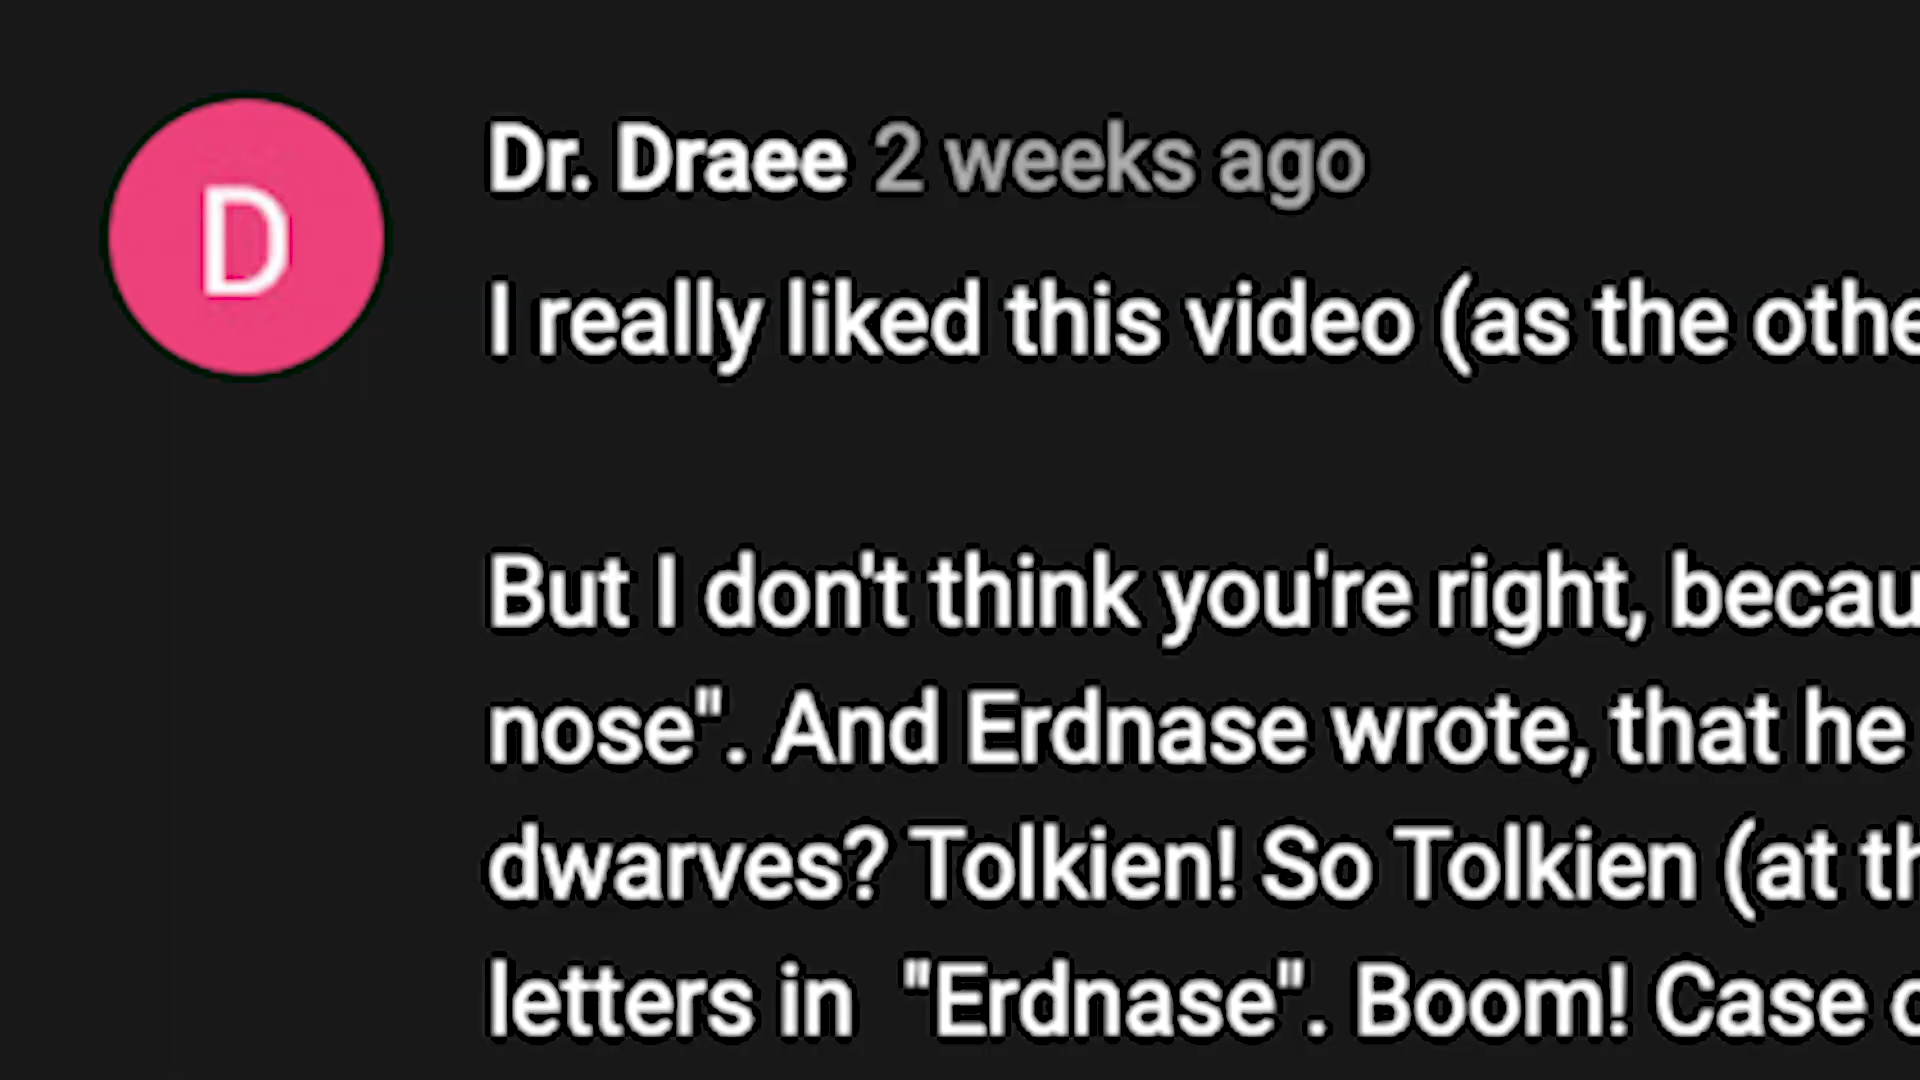 D
Dr. Draee 2 weeks ago
I really liked this video (as the othe
But I don't think you're right, becau
nose". And Erdnase wrote, that he
dwarves? Tolkien! So Tolkien (at th
letters in "Erdnase". Boom! Case